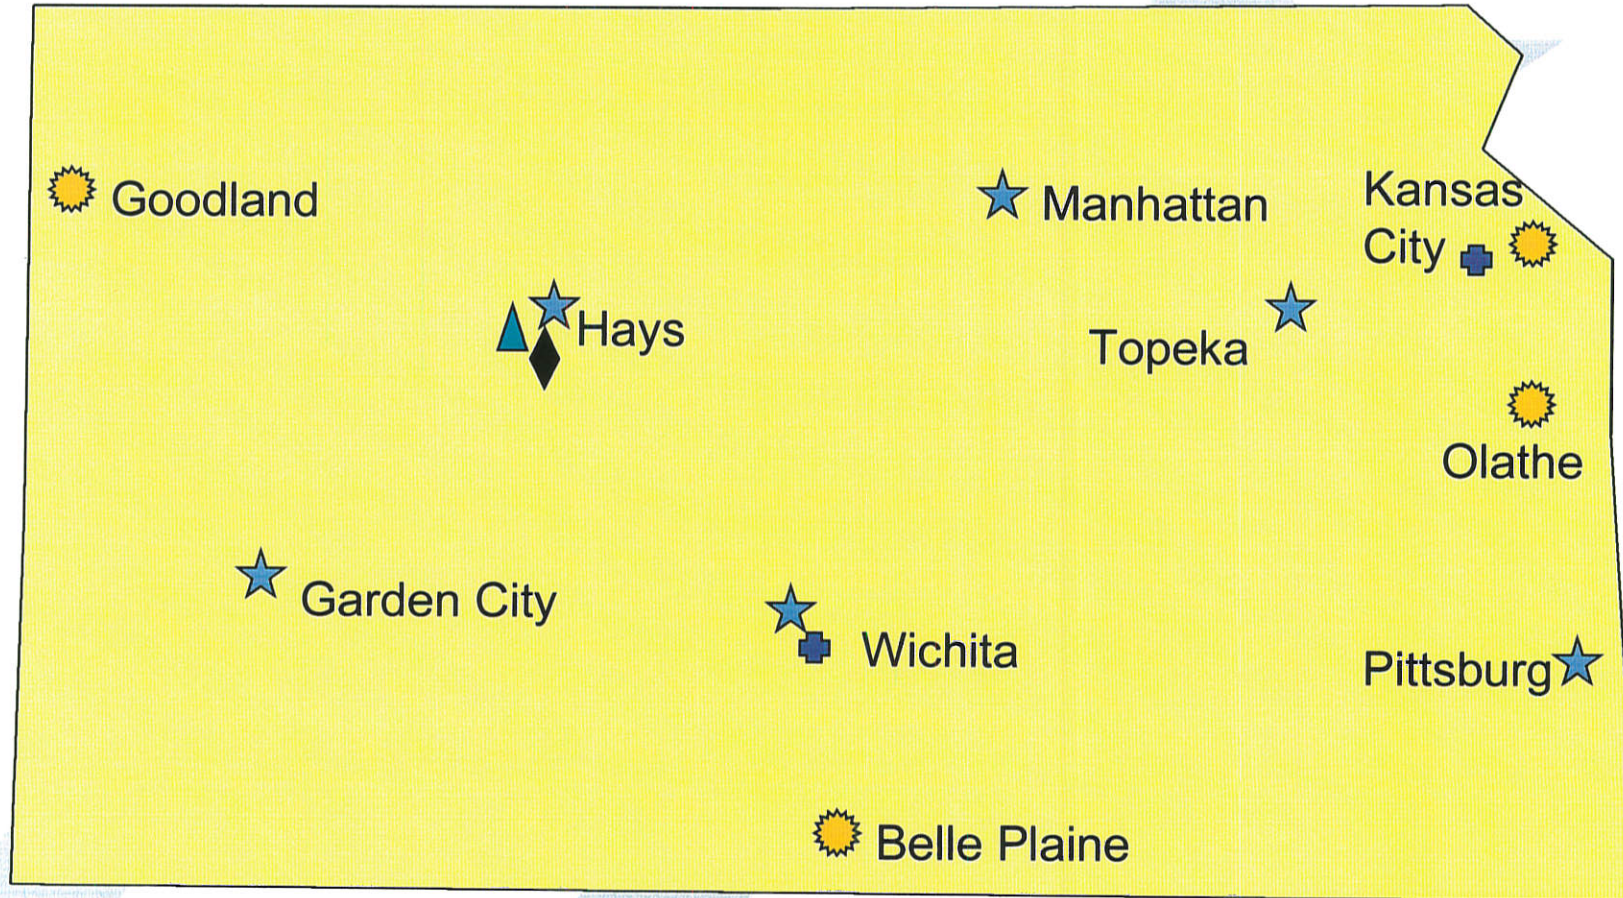 Goodland
Manhattan
Kansas
City
Hays
Topeka
Olathe
Garden City
Wichita
Pittsburg
Belle Plaine